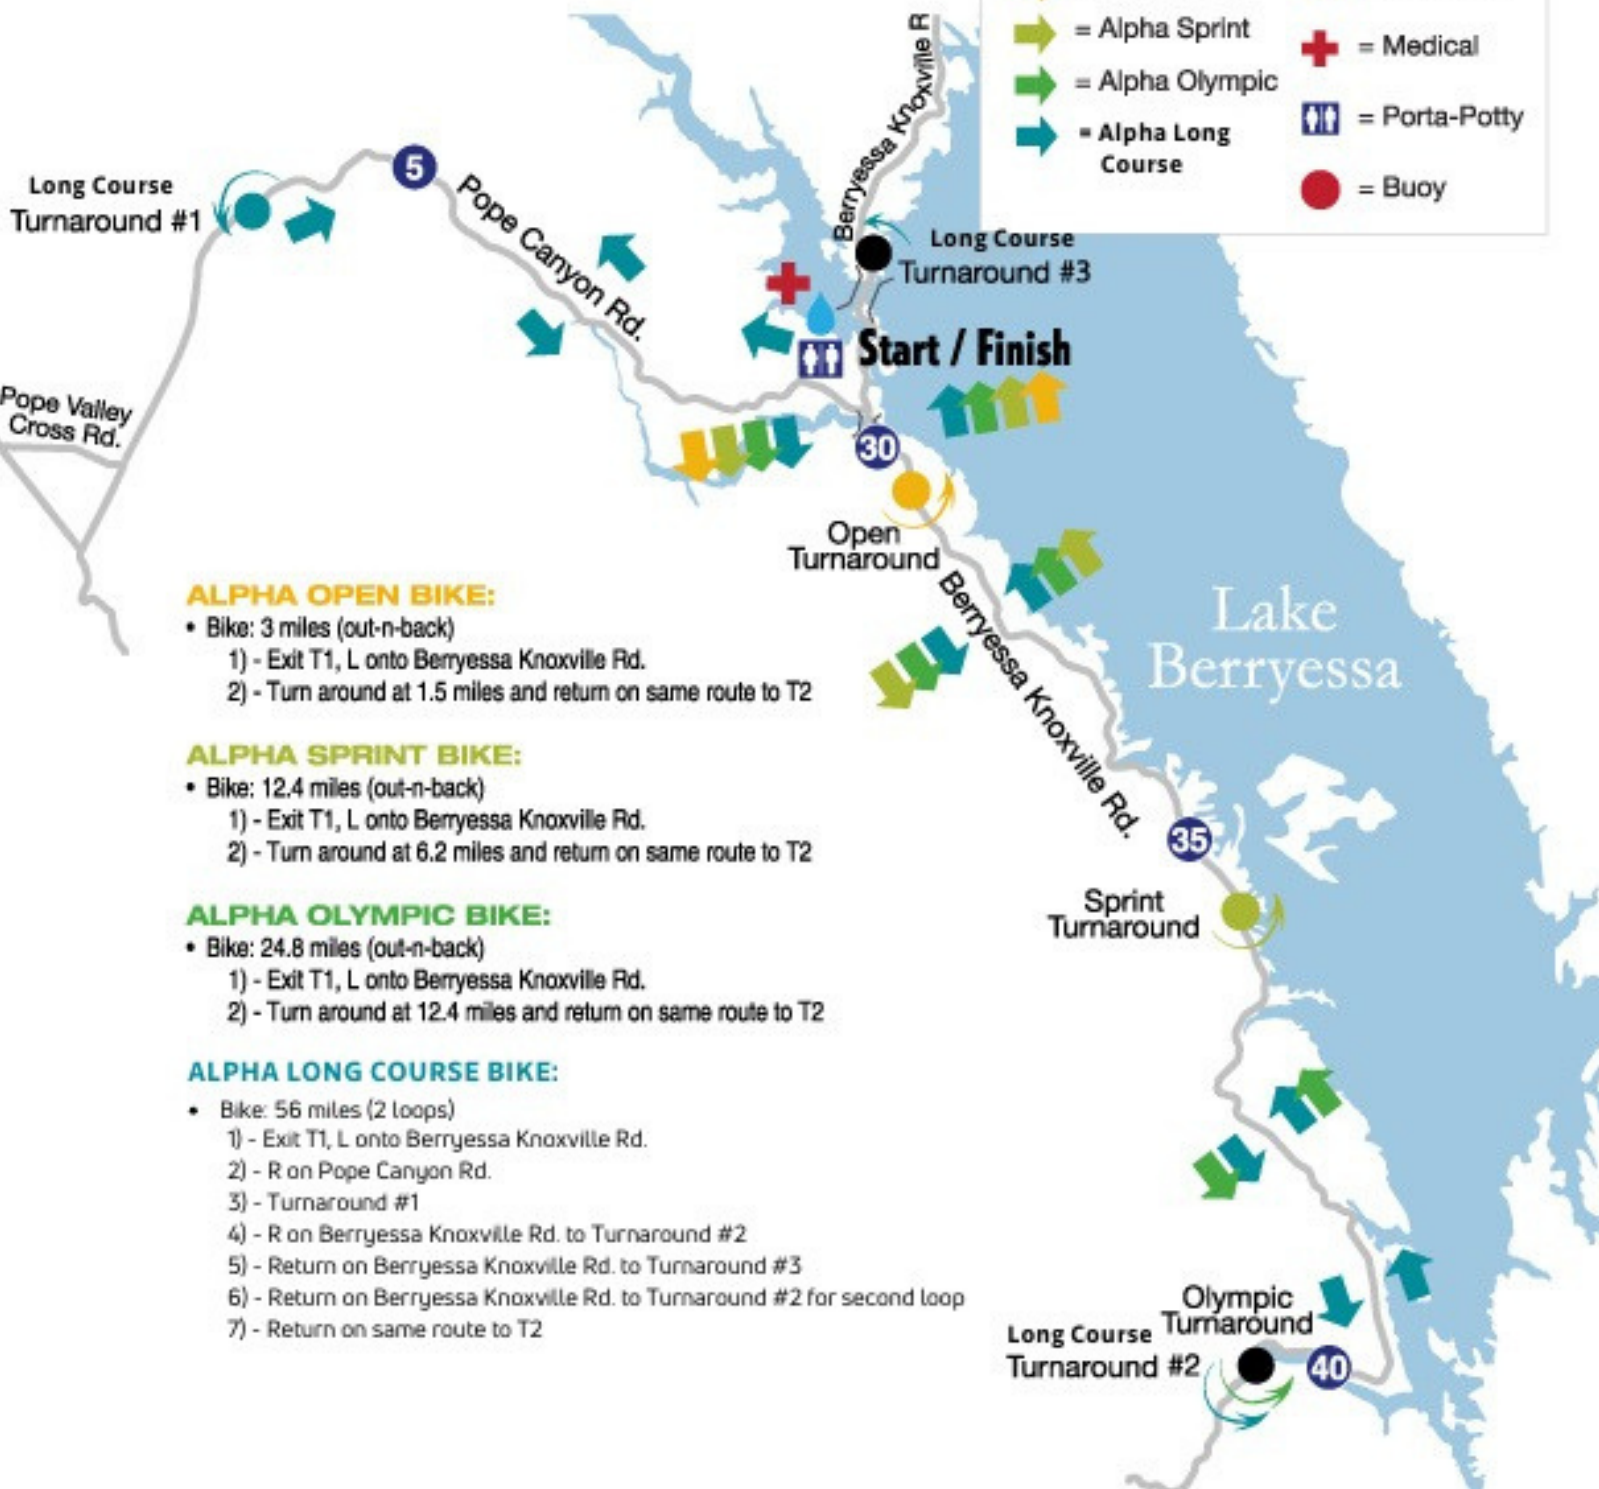 = Alpha Sprint
= Alpha Olympic
= Alpha Long
Course
= Medical
= Porta-Potty
= Buoy
Berryessa Knoxville R
5
Long Course
Turnaround #1
Pope Canyon Rd.
Long Course
Turnaround #3
Start / Finish
Pope Valley
Cross Rd.
30
Open
Turnaround
Berryessa Knoxville Rd.
Lake
Berryessa
35
Sprint
Turnaround
ALPHA OPEN BIKE:
• Bike: 3 miles (out-n-back)
1) - Exit T1, L onto Berryessa Knoxville Rd.
2) - Turn around at 1.5 miles and return on same route to T2
ALPHA SPRINT BIKE:
• Bike: 12.4 miles (out-n-back)
1) - Exit T1, L onto Berryessa Knoxville Rd.
2) - Turn around at 6.2 miles and return on same route to T2
ALPHA OLYMPIC BIKE:
• Bike: 24.8 miles (out-n-back)
1) - Exit T1, L onto Berryessa Knoxville Rd.
2) - Turn around at 12.4 miles and return on same route to T2
ALPHA LONG COURSE BIKE:
• Bike: 56 miles (2 loops)
1) - Exit T1, L onto Berryessa Knoxville Rd.
2) - R on Pope Canyon Rd.
3) - Turnaround #1
4) - R on Berryessa Knoxville Rd. to Turnaround #2
5) - Return on Berryessa Knoxville Rd. to Turnaround #3
6) - Return on Berryessa Knoxville Rd. to Turnaround #2 for second loop
7) - Return on same route to T2
Olympic
Turnaround
Long Course
Turnaround #2
40